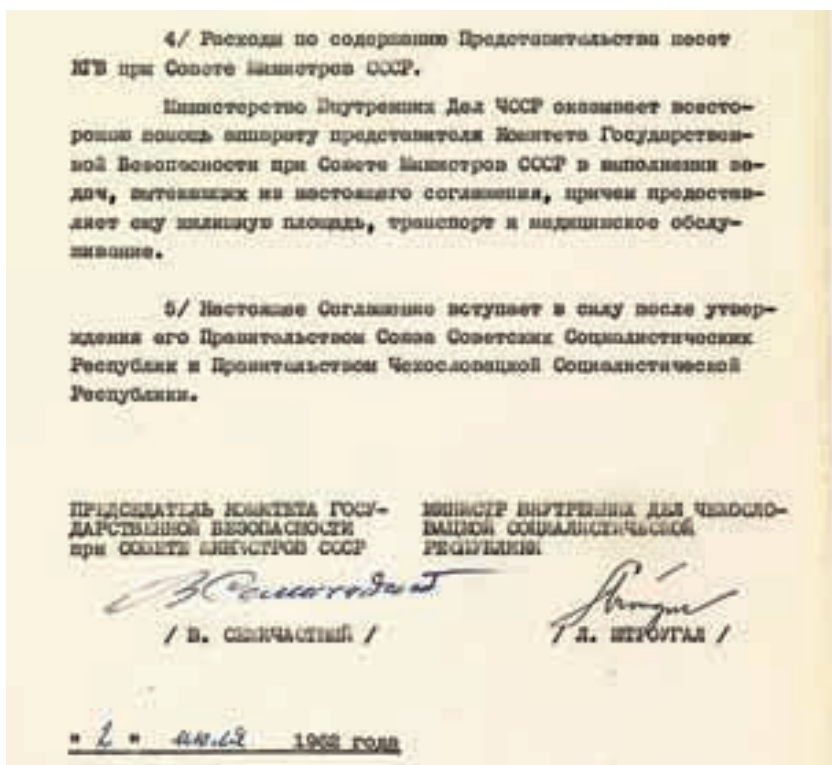 4/ Расходы по содержанию Представительства несет
КГБ при Совете Министров СССР.
Министерство Внутренних Дел ЧССР оказывает всесто-
роннюю помощь аппарату представителя Комитета Государствен-
ной Безопасности при Совете Министров СССР в выполнении за-
дач, вытекающих из настоящего соглашения, причем предостав-
ляет ему жилищную площадь, транспорт и медицинское обслу-
живание.
5/ Настоящее Соглашение вступает в силу после утвер-
ждения его Правительством Союза Советских Социалистических
Республик и Правительством Чехословацкой Социалистической
Республики.
ПРЕДСЕДАТЕЛЬ КОМИТЕТА ГОСУ-
ДАРСТВЕННОЙ БЕЗОПАСНОСТИ
при СОВЕТЕ МИНИСТРОВ СССР
МИНИСТР ВНУТРЕННИХ ДЕЛ ЧЕХОСЛО-
ВАЦКОЙ СОЦИАЛИСТИЧЕСКОЙ
РЕСПУБЛИКИ
/ В. СЕМИЧАСТНЫЙ /
/ Л. ШТРОУГАЛ /
" 2 " июля 1962 года